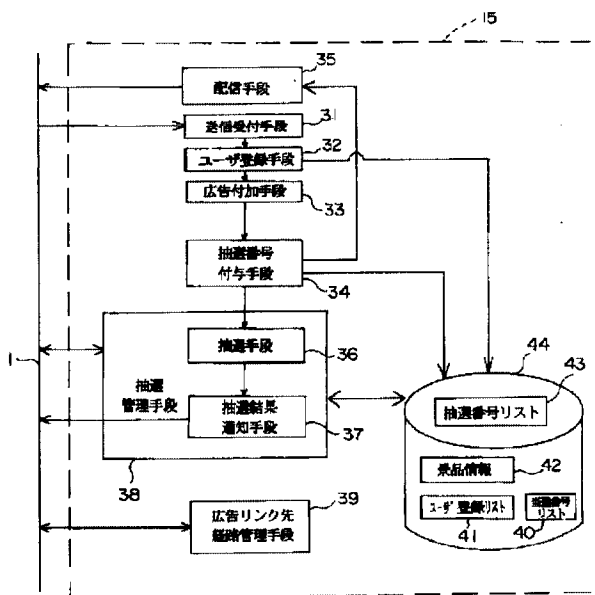 15
35
配信手段
送信受付手段
31
32
ユーザ登録手段
広告付加手段
33
抽選番号
付与手段
34
1
抽選手段
36
抽選
管理手段
抽選結果
通知手段
37
38
44
43
抽選番号リスト
景品情報
42
ユーザ登録リスト
41
当選番号
リスト
40
広告リンク先
経路管理手段
39